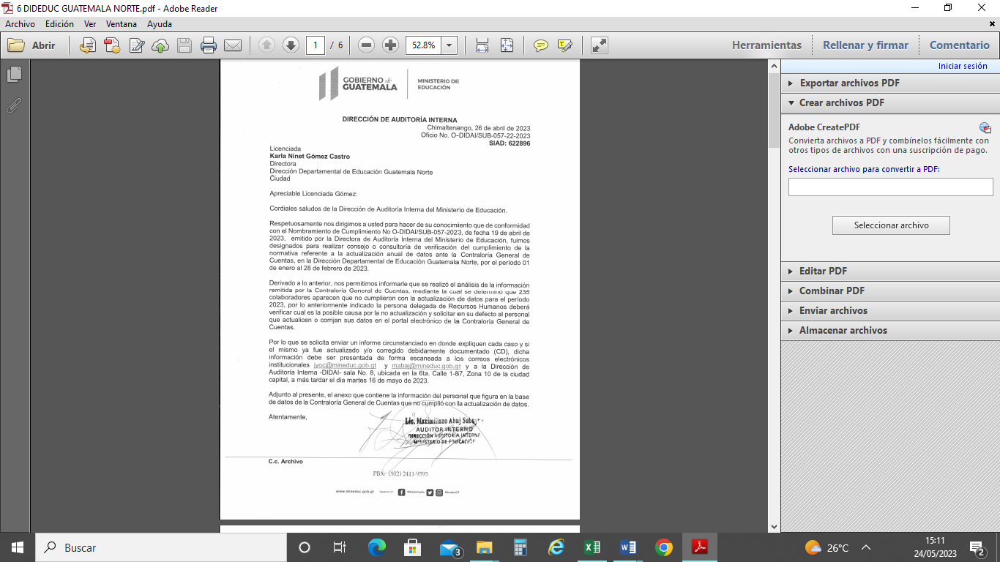 6 DIDEDUC GUATEMALA NORTE.pdf - Adobe Reader
Archivo Edición Ver Ventana Ayuda
Abrir
1 / 6
52.8%
Herramientas
Rellenar y firmar
Comentario
GOBIERNO de
GUATEMALA
MINISTERIO DE
EDUCACIÓN
DIRECCIÓN DE AUDITORÍA INTERNA
Chimaltenango, 26 de abril de 2023
Oficio No. O-DIDAI/SUB-057-22-2023
SIAD: 622896
Licenciada
Karla Ninet Gómez Castro
Directora
Dirección Departamental de Educación Guatemala Norte
Ciudad
Apreciable Licenciada Gómez:
Cordiales saludos de la Dirección de Auditoría Interna del Ministerio de Educación.
Respetuosamente nos dirigimos a usted para hacer de su conocimiento que de conformidad
con el Nombramiento de Cumplimiento No O-DIDAI/SUB-057-2023, de fecha 19 de abril de
2023, emitido por la Directora de Auditoría Interna del Ministerio de Educación, fuimos
designados para realizar consejo o consultoría de verificación del cumplimiento de la
normativa referente a la actualización anual de datos ante la Contraloría General de
Cuentas, en la Dirección Departamental de Educación Guatemala Norte, por el período 01
de enero al 28 de febrero de 2023.
Derivado a lo anterior, nos permitimos informarle que se realizó el análisis de la información
remitida por la Contraloría General de Cuentas, mediante la cual se determinó que 235
colaboradores aparecen que no cumplieron con la actualización de datos para el período
2023, por lo anteriormente indicado la persona delegada de Recursos Humanos deberá
verificar cual es la posible causa por la no actualización y solicitar en su defecto al personal
que actualicen o corrijan sus datos en el portal electrónico de la Contraloría General de
Cuentas.
Por lo que se solicita enviar un informe circunstanciado en donde expliquen cada caso y si
el mismo ya fue actualizado y/o corregido debidamente documentado (CD), dicha
información debe ser presentada de forma escaneada a los correos electrónicos
institucionales jyoc@mineduc.gob.gt y mabaj@mineduc.gob.gt y a la Dirección de
Auditoría Interna -DIDAI- sala No. 8, ubicada en la 6ta. Calle 1-87, Zona 10 de la ciudad
capital, a más tardar el día martes 16 de mayo de 2023.
Adjunto al presente, el anexo que contiene la información del personal que figura en la base
de datos de la Contraloría General de Cuentas que no cumplió con la actualización de datos.
Atentamente,
Lic. Maximiliano Abaj Subuy
AUDITOR INTERNO
DIRECCIÓN AUDITORÍA INTERNA
MINISTERIO DE EDUCACIÓN
C.c. Archivo
PBX: (502) 2411-9595
www.mineduc.gob.gt
Iniciar sesión
Exportar archivos PDF
Crear archivos PDF
Adobe CreatePDF
Convierta archivos a PDF y combínelos fácilmente con
otros tipos de archivos con una suscripción de pago.
Seleccionar archivo para convertir a PDF:
Seleccionar archivo
Editar PDF
Combinar PDF
Enviar archivos
Almacenar archivos
Buscar
3
26°C
15:11
24/05/2023
2